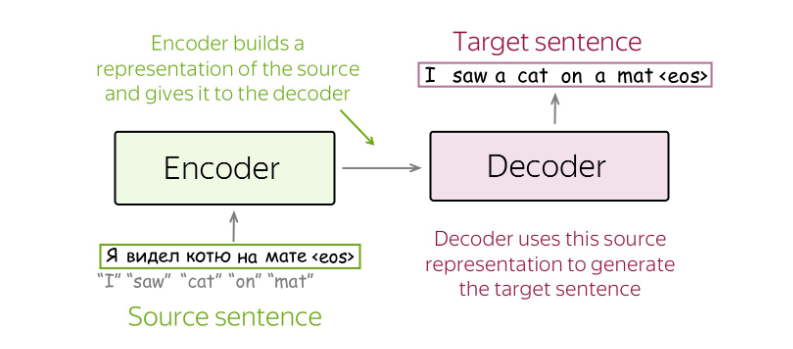 Encoder builds a
representation of the source
and gives it to the decoder
Target sentence
I saw a cat on a mat <eos>
Encoder
Decoder
Я видел котю на мате <eos>
"I" "saw" "cat" "on" "mat"
Source sentence
Decoder uses this source
representation to generate
the target sentence